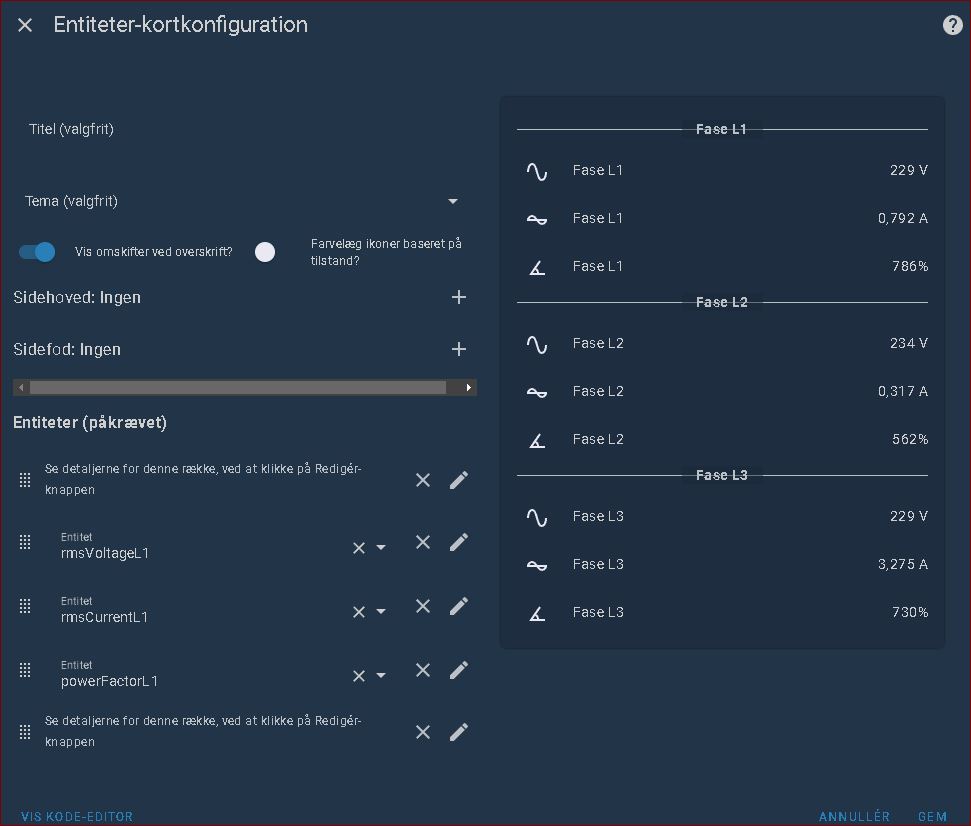 Entiteter-kortkonfiguration
Titel (valgfrit)
Tema (valgfrit)
Vis omskifter ved overskrift?
Farvelæg ikoner baseret på
tilstand?
Sidehoved: Ingen
Sidefod: Ingen
Entiteter (påkrævet)
Se detaljerne for denne række, ved at klikke på Redigér-
knappen
Entitet
rmsVoltageL1
Entitet
rmsCurrentL1
Entitet
powerFactorL1
Se detaljerne for denne række, ved at klikke på Redigér-
knappen
Fase L1
Fase L1 229 V
Fase L1 0,792 A
Fase L1 786%
Fase L2
Fase L2 234 V
Fase L2 0,317 A
Fase L2 562%
Fase L3
Fase L3 229 V
Fase L3 3,275 A
Fase L3 730%
VIS KODE-EDITOR
ANNULLÉR GEM